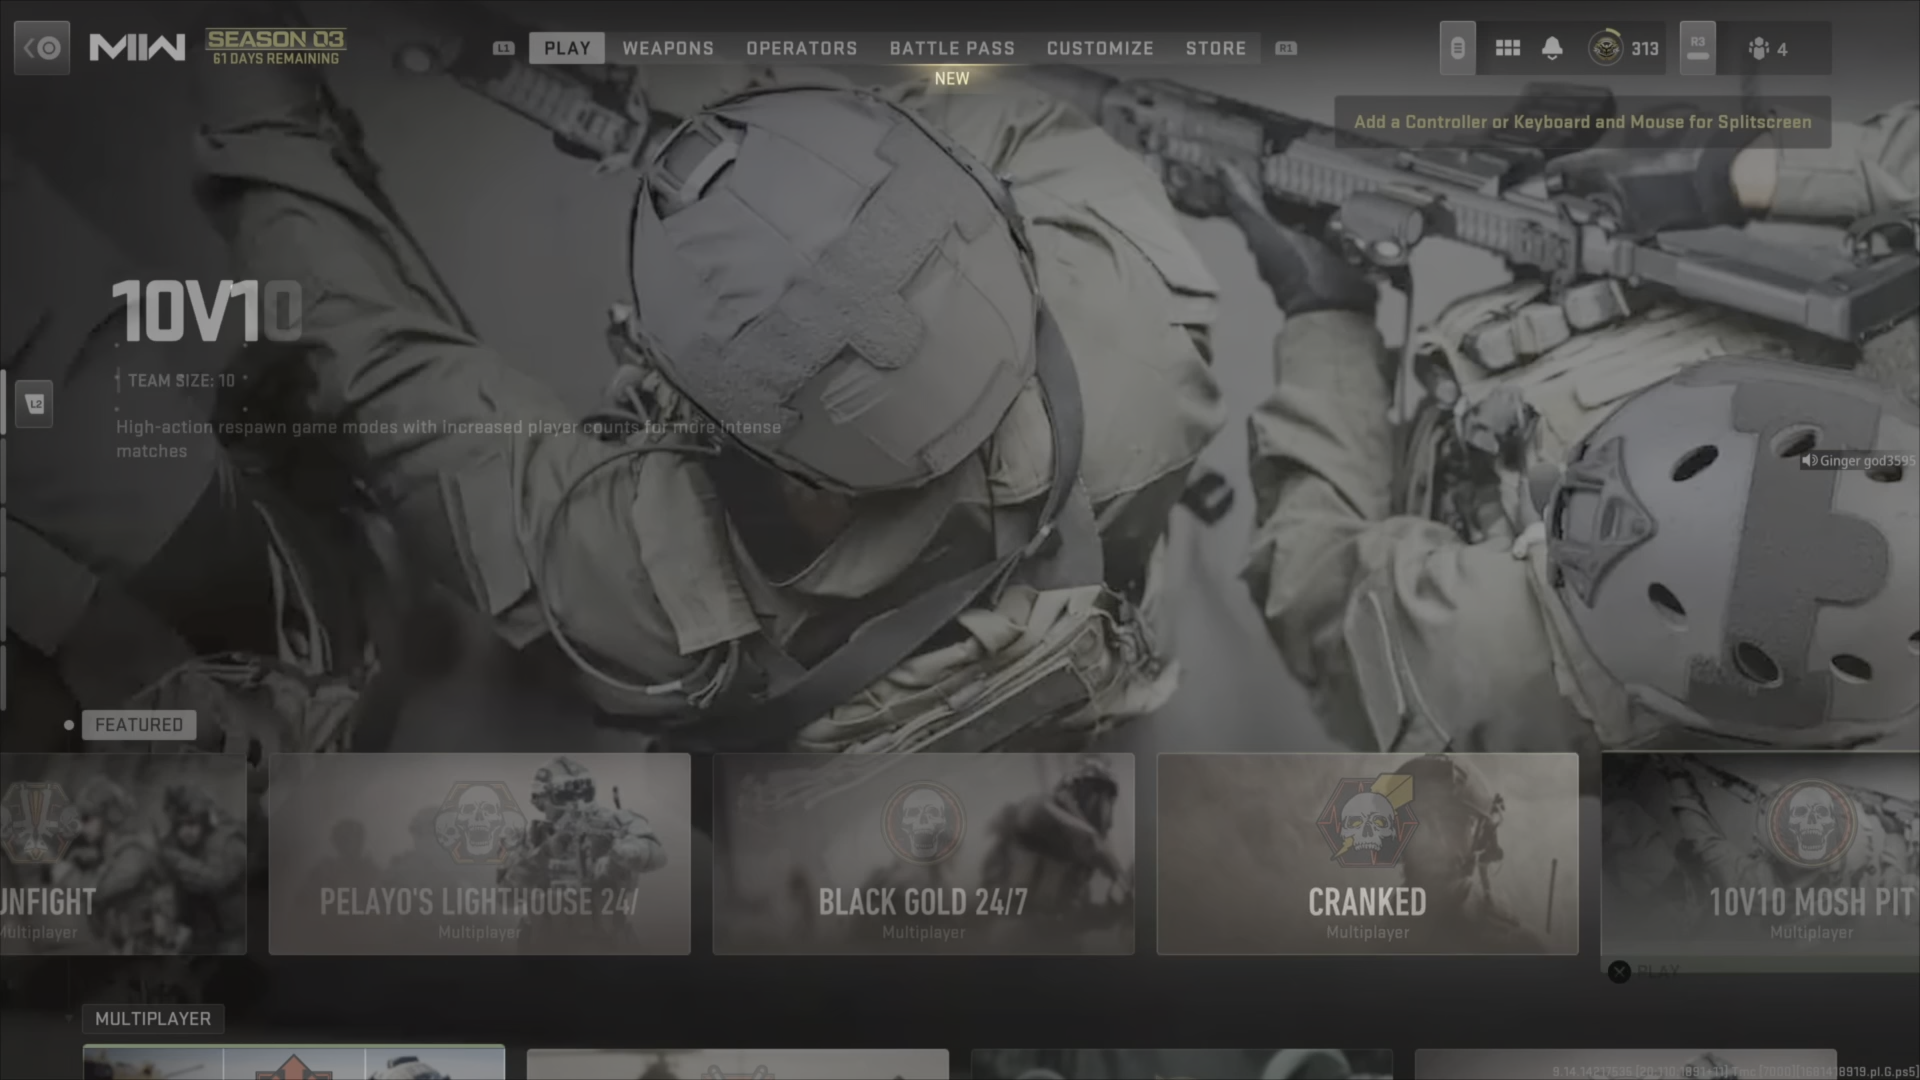 MW
SEASON 03
61 DAYS REMAINING
L1
PLAY
WEAPONS
OPERATORS
BATTLE PASS
CUSTOMIZE
STORE
R1
NEW
313
R3
4
Add a Controller or Keyboard and Mouse for Splitscreen
10V10
TEAM SIZE: 10
L2
High-action respawn game modes with increased player counts for more intense
matches
Ginger god3595
FEATURED
UNFIGHT
Multiplayer
PELAYO'S LIGHTHOUSE 24/
Multiplayer
BLACK GOLD 24/7
Multiplayer
CRANKED
Multiplayer
10V10 MOSH PIT
Multiplayer
PLAY
MULTIPLAYER